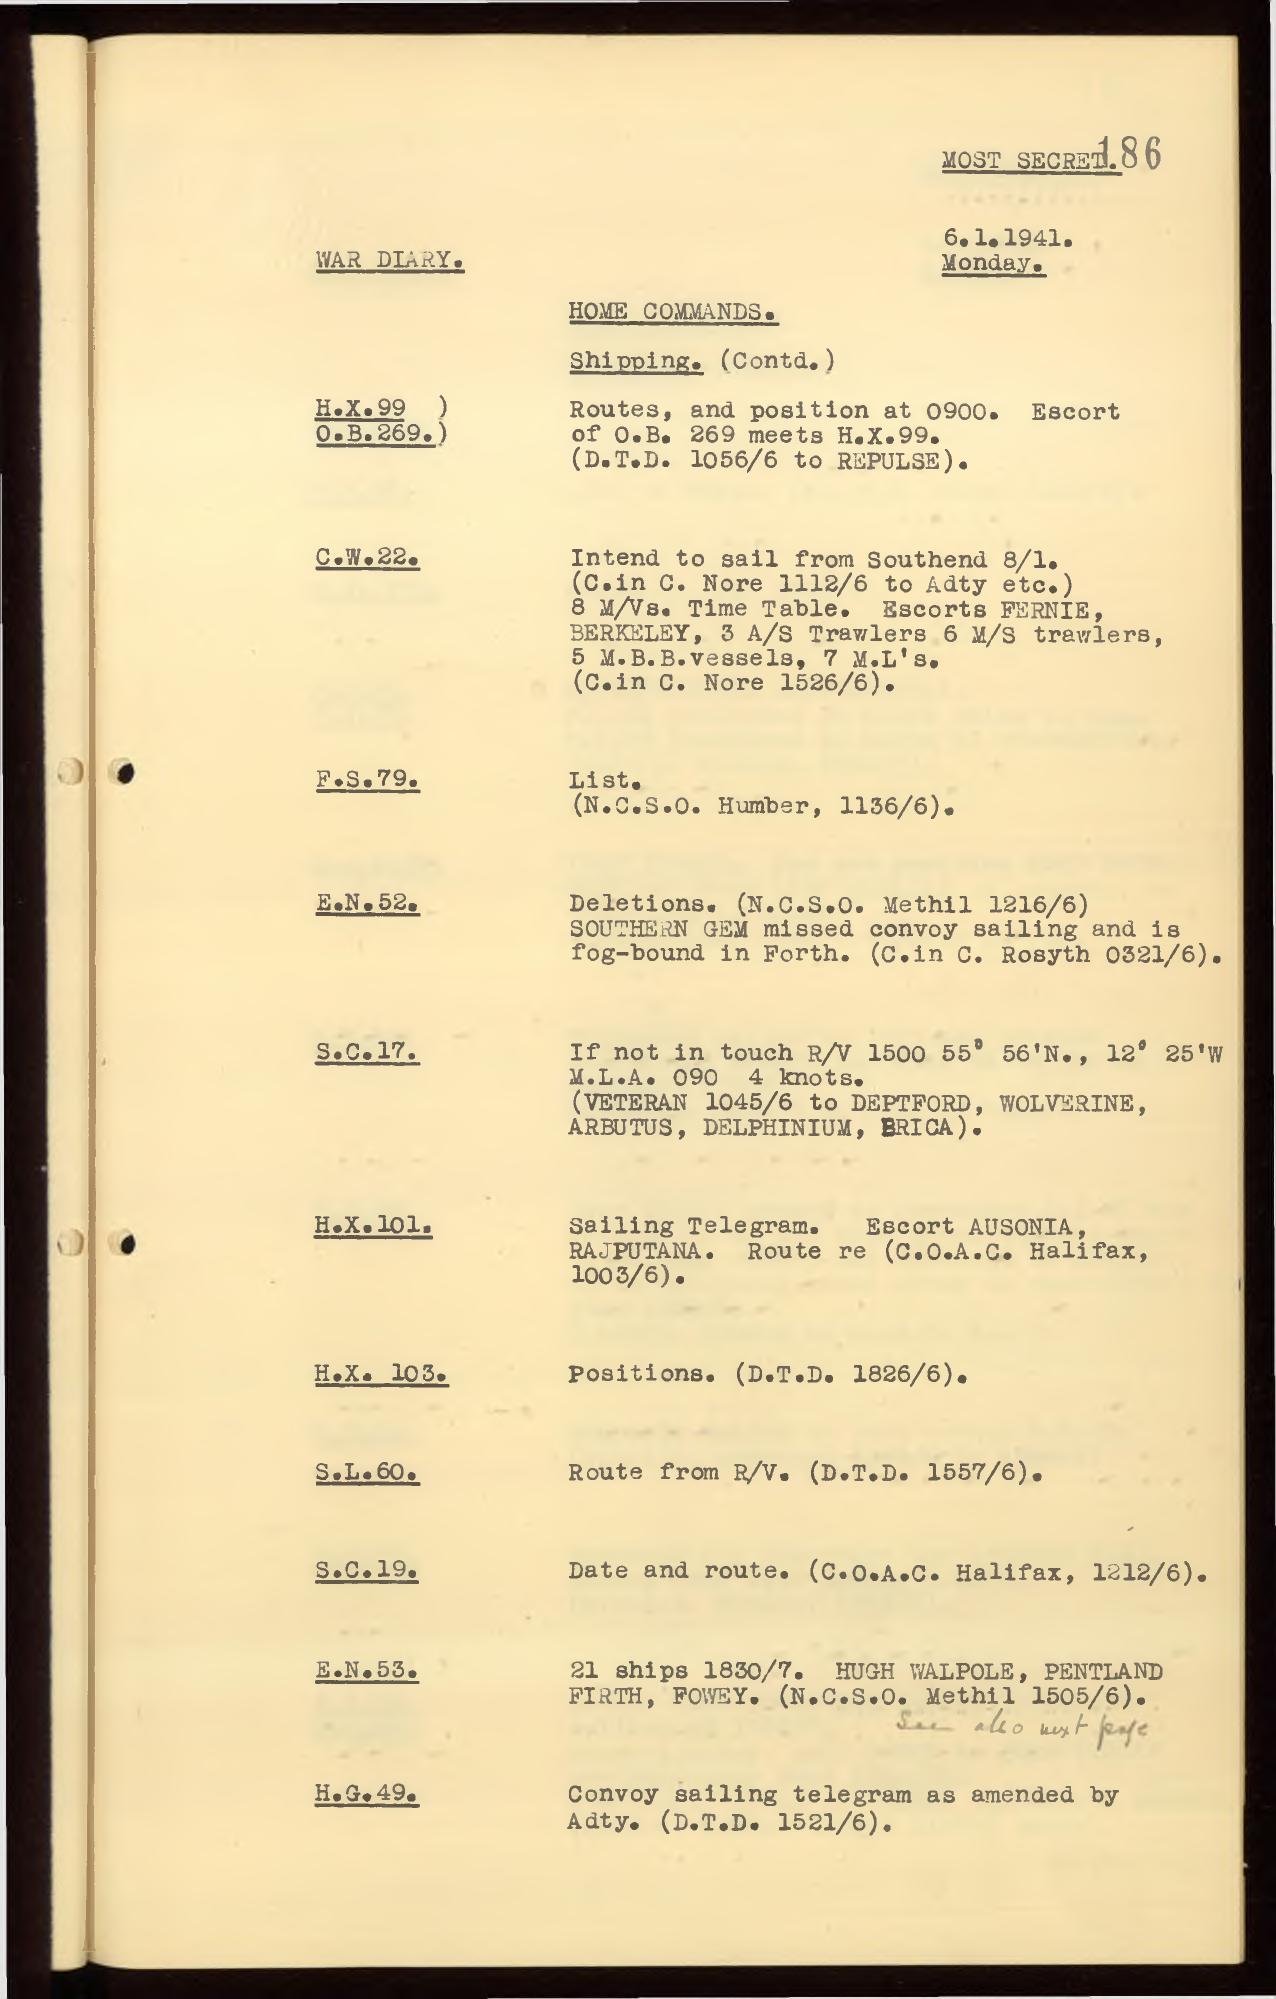 MOST SECRET. 186
6.1.1941.
WAR DIARY. Monday.
HOME COMMANDS.
Shipping. (Contd.)
H.X.99 ) Routes, and position at 0900. Escort
O.B.269.) of O.B. 269 meets H.X.99.
(D.T.D. 1056/6 to REPULSE).
C.W.22. Intend to sail from Southend 8/1.
(C.in C. Nore 1112/6 to Adty etc.)
8 M/Vs. Time Table. Escorts FERNIE,
BERKELEY, 3 A/S Trawlers 6 M/S trawlers,
5 M.B.B.vessels, 7 M.L's.
(C.in C. Nore 1526/6).
F.S.79. List.
(N.C.S.O. Humber, 1136/6).
E.N.52. Deletions. (N.C.S.O. Methil 1216/6)
SOUTHERN GEM missed convoy sailing and is
fog-bound in Forth. (C.in C. Rosyth 0321/6).
S.C.17. If not in touch R/V 1500 55° 56'N., 12° 25'W
M.L.A. 090 4 knots.
(VETERAN 1045/6 to DEPTFORD, WOLVERINE,
ARBUTUS, DELPHINIUM, ERICA).
H.X.101. Sailing Telegram. Escort AUSONIA,
RAJPUTANA. Route re (C.O.A.C. Halifax,
1003/6).
H.X. 103. Positions. (D.T.D. 1826/6).
S.L.60. Route from R/V. (D.T.D. 1557/6).
S.C.19. Date and route. (C.O.A.C. Halifax, 1212/6).
E.N.53. 21 ships 1830/7. HUGH WALPOLE, PENTLAND
FIRTH, FOWEY. (N.C.S.O. Methil 1505/6).
See also next page
H.G.49. Convoy sailing telegram as amended by
Adty. (D.T.D. 1521/6).